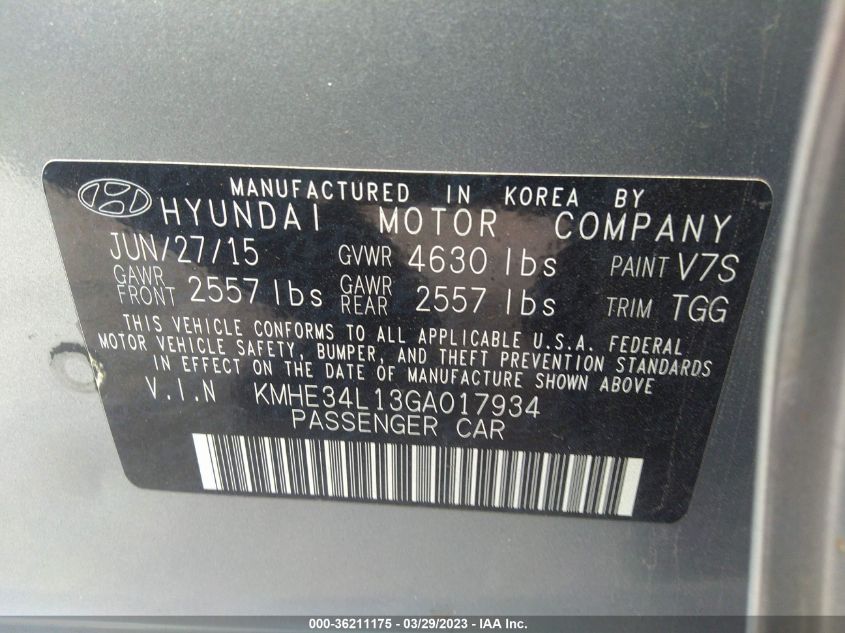 MANUFACTURED IN KOREA BY
HYUNDAI MOTOR COMPANY
JUN/27/15 GVWR 4630 lbs PAINT V7S
GAWR FRONT 2557 lbs GAWR REAR 2557 lbs TRIM TGG
THIS VEHICLE CONFORMS TO ALL APPLICABLE U.S.A. FEDERAL
MOTOR VEHICLE SAFETY, BUMPER, AND THEFT PREVENTION STANDARDS
IN EFFECT ON THE DATE OF MANUFACTURE SHOWN ABOVE
V.I.N KMHE34L13GA017934
PASSENGER CAR
000-36211175 - 03/29/2023 - IAA Inc.